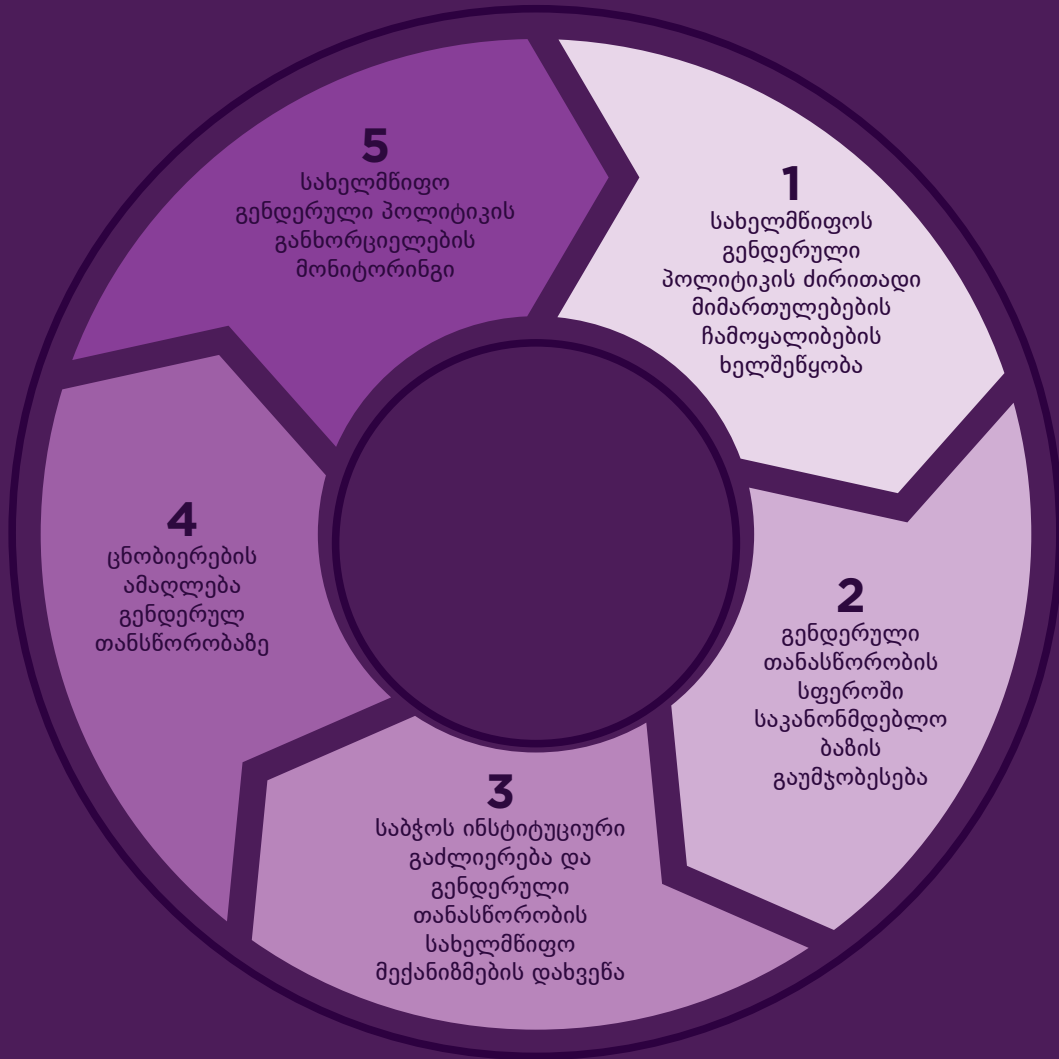 1
სახელმწიფოს
გენდერული
პოლიტიკის ძირითადი
მიმართულებების
ჩამოყალიბების
ხელშეწყობა
2
გენდერული
თანასწორობის
სფეროში
საკანონმდებლო
ბაზის
გაუმჯობესება
3
საბჭოს ინსტიტუციური
გაძლიერება და
გენდერული
თანასწორობის
სახელმწიფო
მექანიზმების დახვეწა
4
ცნობიერების
ამაღლება
გენდერულ
თანსწორობაზე
5
სახელმწიფო
გენდერული პოლიტიკის
განხორციელების
მონიტორინგი